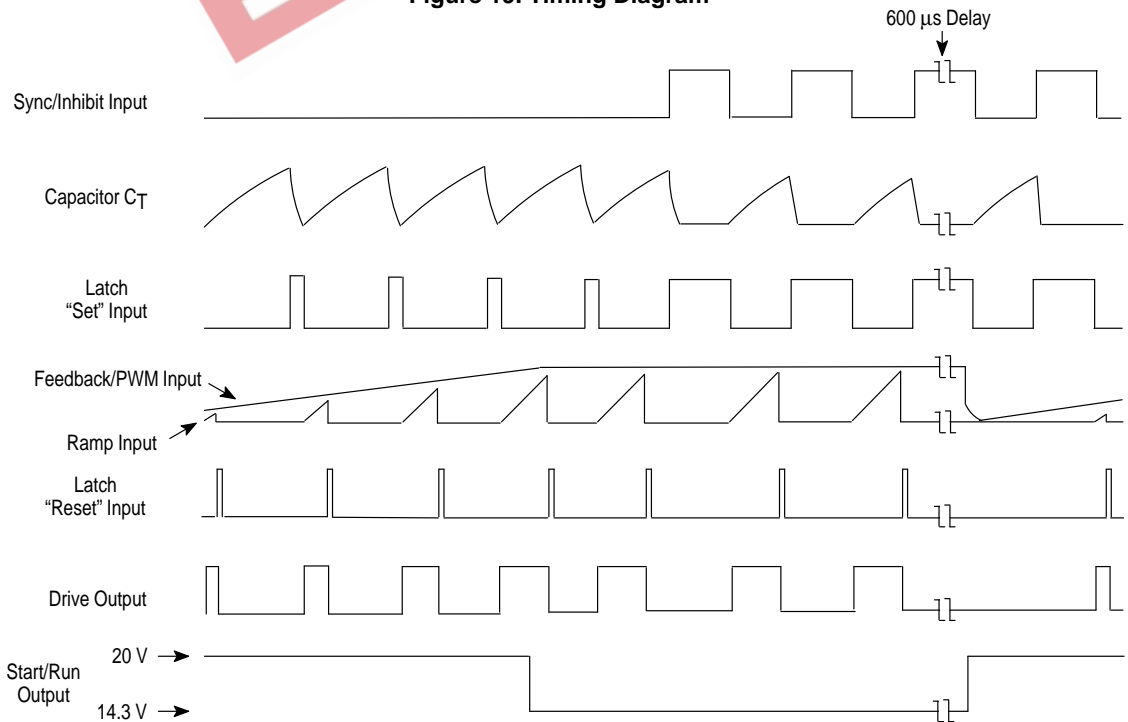 Figure 16. Timing Diagram
600 μs Delay
Sync/Inhibit Input
Capacitor CT
Latch
“Set” Input
Feedback/PWM Input
Ramp Input
Latch
“Reset” Input
Drive Output
20 V
Start/Run
Output
14.3 V